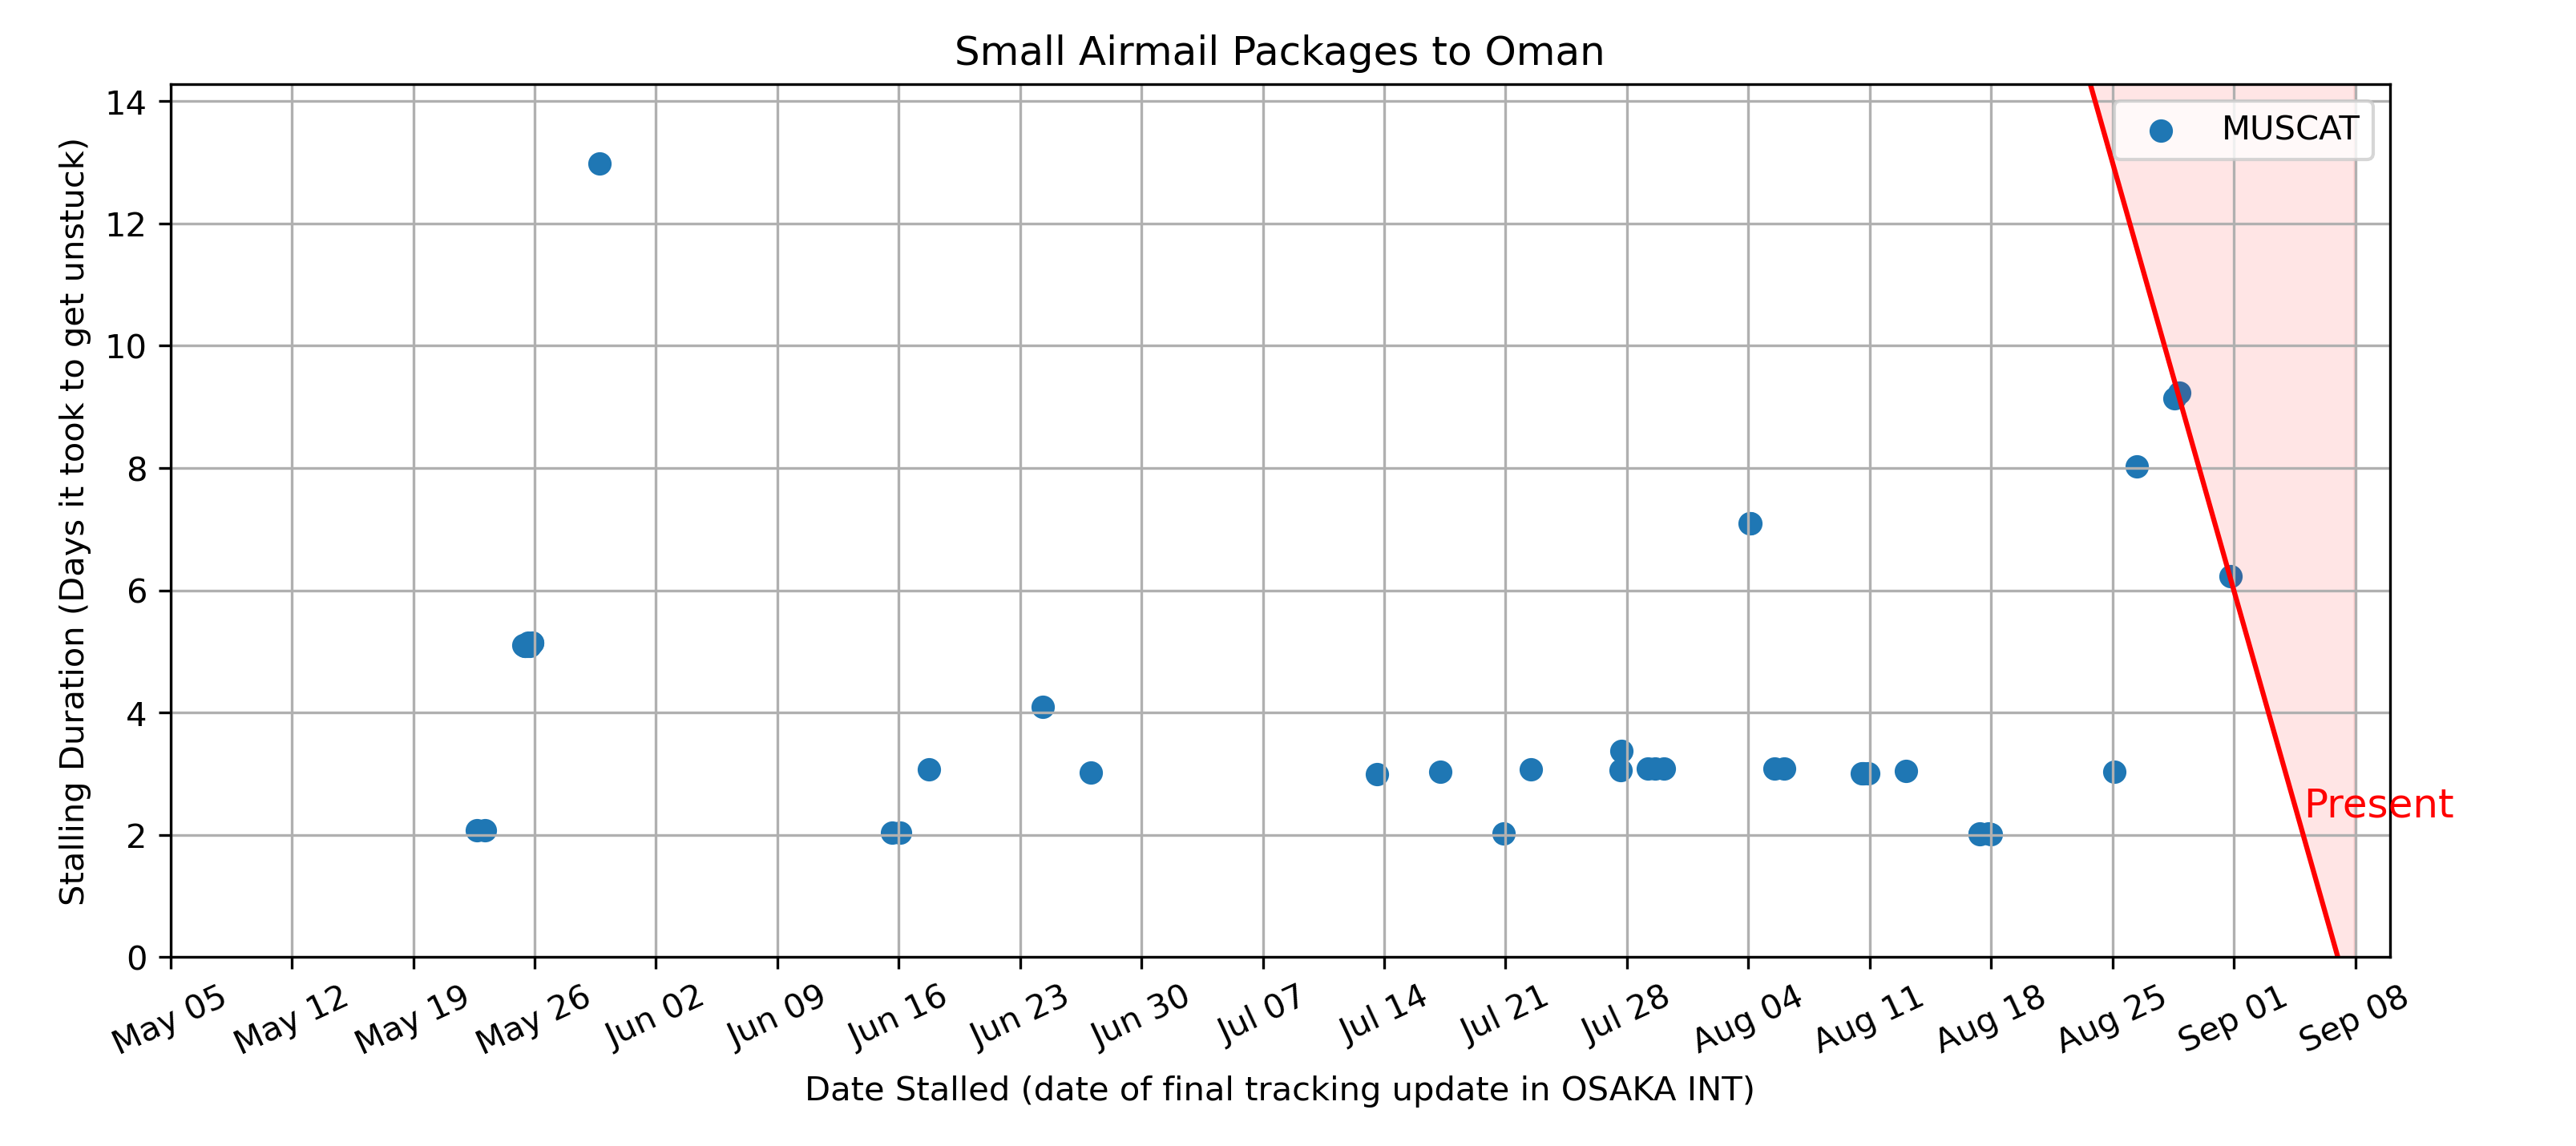 Small Airmail Packages to Oman
Stalling Duration (Days it took to get unstuck)
14
12
10
8
6
4
2
0
MUSCAT
Present
May 05 May 12 May 19 May 26 Jun 02 Jun 09 Jun 16 Jun 23 Jun 30 Jul 07 Jul 14 Jul 21 Jul 28 Aug 04 Aug 11 Aug 18 Aug 25 Sep 01 Sep 08
Date Stalled (date of final tracking update in OSAKA INT)